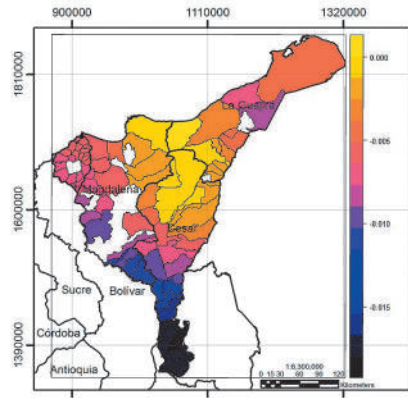 900000 1110000 1320000
1810000
1600000
1390000
La Guajira
Magdalena
Cesar
Sucre
Bolívar
Córdoba
Antioquia
0.000
-0.005
-0.010
-0.015
1:6,300,000
0 15 30 60 90 120
Kilometers